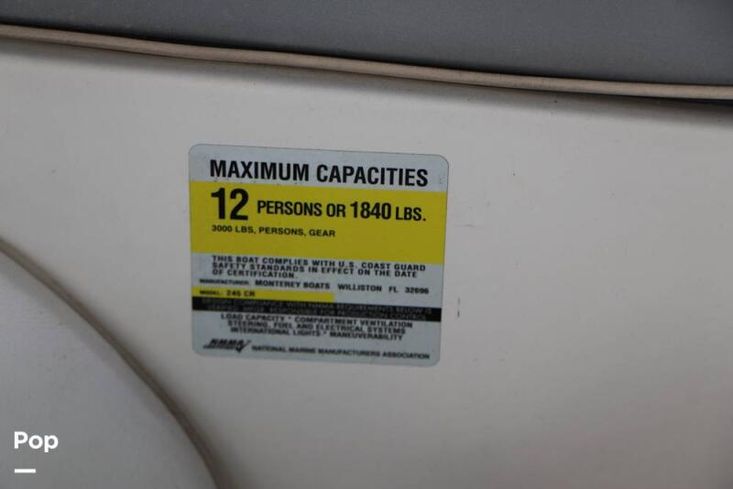 MAXIMUM CAPACITIES
12 PERSONS OR 1840 LBS.
3000 LBS, PERSONS, GEAR
THIS BOAT COMPLIES WITH U.S. COAST GUARD
SAFETY STANDARDS IN EFFECT ON THE DATE
OF CERTIFICATION.
MANUFACTURER: MONTEREY BOATS WILLISTON FL 32696
MODEL: 245 CR
LOAD CAPACITY * COMPARTMENT VENTILATION
STEERING, FUEL AND ELECTRICAL SYSTEMS
INTERNATIONAL LIGHTS * MANEUVERABILITY
NMMA NATIONAL MARINE MANUFACTURERS ASSOCIATION
Pop